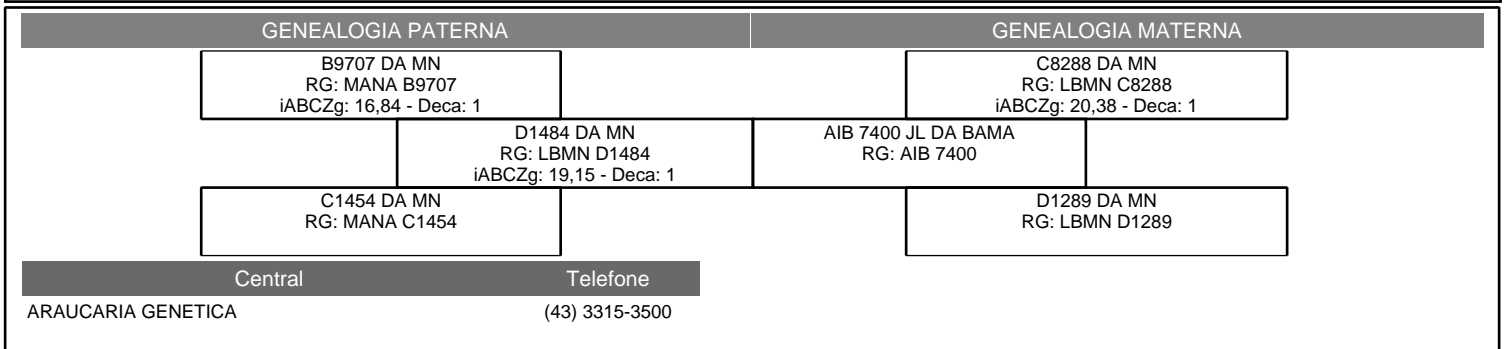 GENEALOGIA PATERNA
GENEALOGIA MATERNA
B9707 DA MN
RG: MANA B9707
iABCZg: 16,84 - Deca: 1
C8288 DA MN
RG: LBMN C8288
iABCZg: 20,38 - Deca: 1
D1484 DA MN
RG: LBMN D1484
iABCZg: 19,15 - Deca: 1
AIB 7400 JL DA BAMA
RG: AIB 7400
C1454 DA MN
RG: MANA C1454
D1289 DA MN
RG: LBMN D1289
Central
Telefone
ARAUCARIA GENETICA
(43) 3315-3500